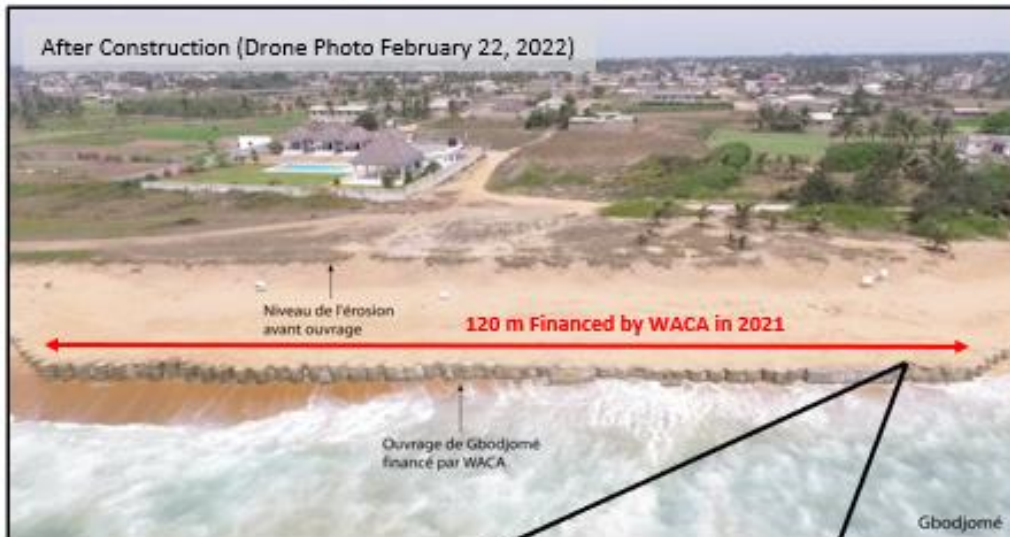 After Construction (Drone Photo February 22, 2022)
Niveau de l'érosion
avant ouvrage
120 m Financed by WACA in 2021
Ouvrage de Gbodjomé
financé par WACA
Gbodjomé